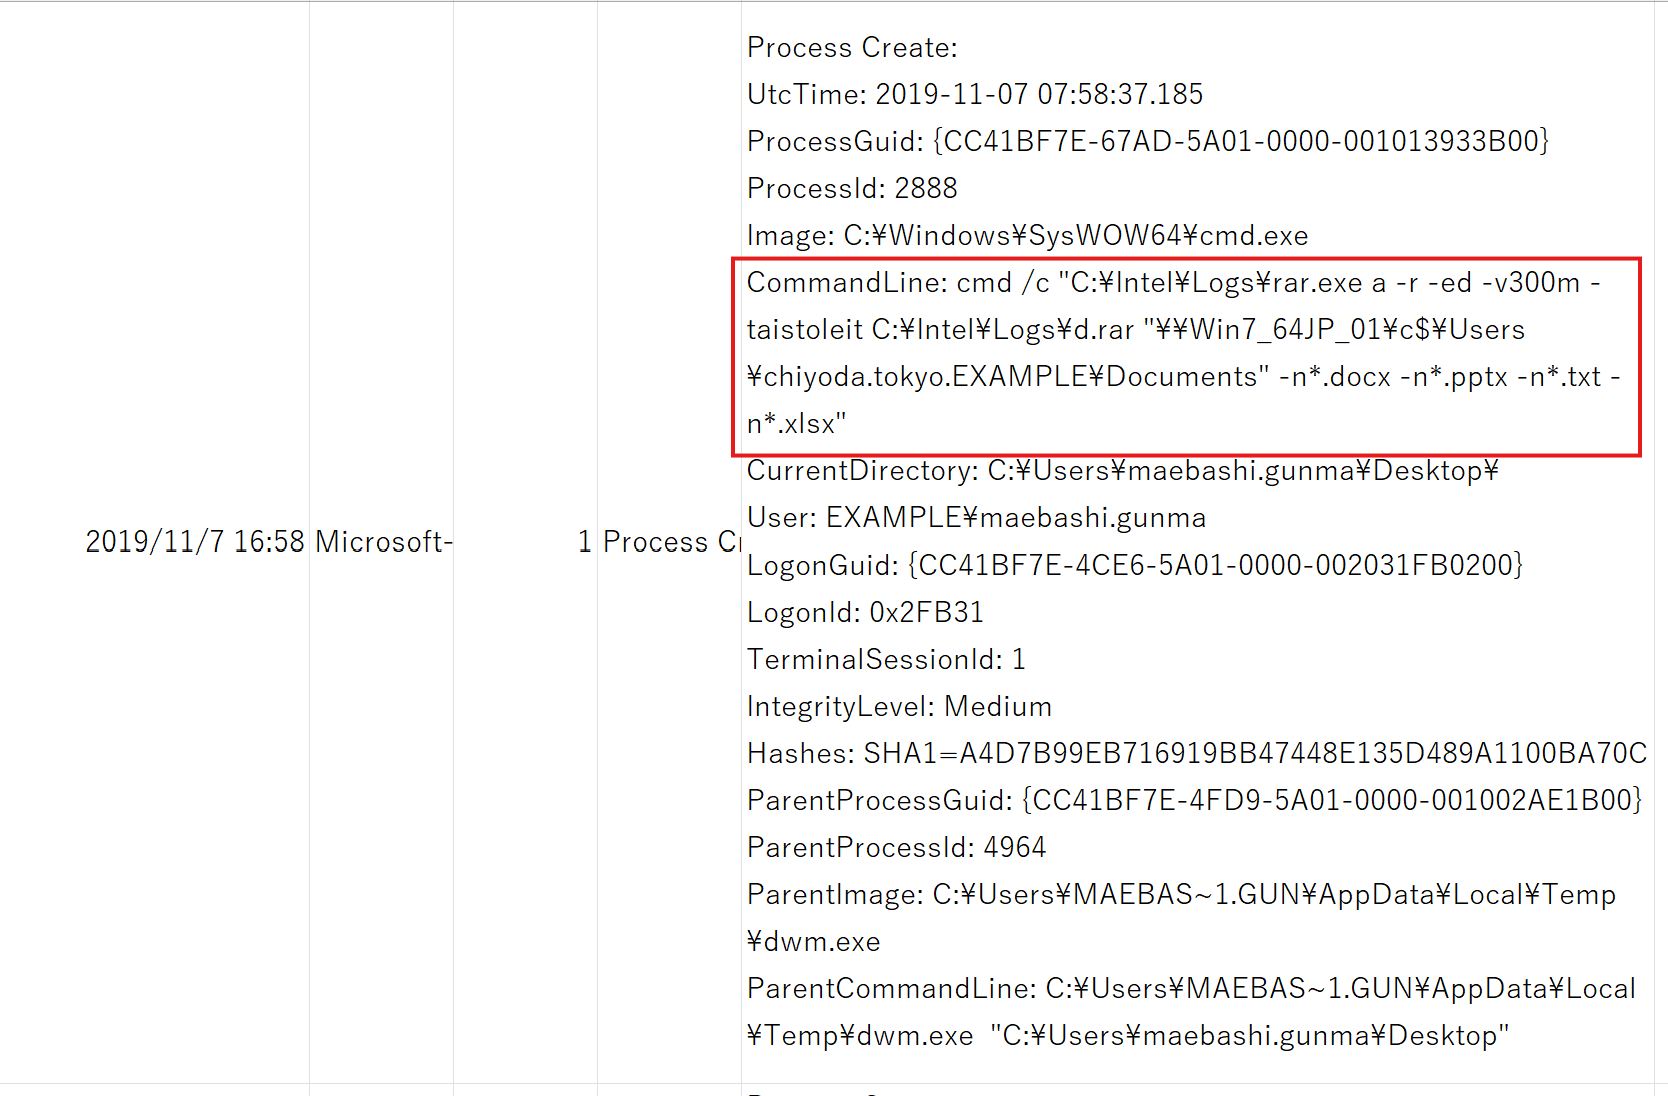 Process Create:
UtcTime: 2019-11-07 07:58:37.185
ProcessGuid: {CC41BF7E-67AD-5A01-0000-001013933B00}
ProcessId: 2888
Image: C:¥Windows¥SysWOW64¥cmd.exe
CommandLine: cmd /c "C:¥Intel¥Logs¥rar.exe a -r -ed -v300m -
taistoleit C:¥Intel¥Logs¥d.rar "¥¥Win7_64JP_01¥c$¥Users
¥chiyoda.tokyo.EXAMPLE¥Documents" -n*.docx -n*.pptx -n*.txt -
n*.xlsx"
CurrentDirectory: C:¥Users¥maebashi.gunma¥Desktop¥
User: EXAMPLE¥maebashi.gunma
2019/11/7 16:58 Microsoft- 1 Process Cr
LogonGuid: {CC41BF7E-4CE6-5A01-0000-002031FB0200}
LogonId: 0x2FB31
TerminalSessionId: 1
IntegrityLevel: Medium
Hashes: SHA1=A4D7B99EB716919BB47448E135D489A1100BA70C
ParentProcessGuid: {CC41BF7E-4FD9-5A01-0000-001002AE1B00}
ParentProcessId: 4964
ParentImage: C:¥Users¥MAEBAS~1.GUN¥AppData¥Local¥Temp
¥dwm.exe
ParentCommandLine: C:¥Users¥MAEBAS~1.GUN¥AppData¥Local
¥Temp¥dwm.exe  "C:¥Users¥maebashi.gunma¥Desktop"